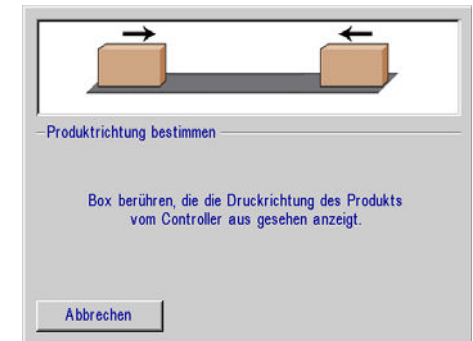 Produktrichtung bestimmen
Box berühren, die die Druckrichtung des Produkts
vom Controller aus gesehen anzeigt.
Abbrechen